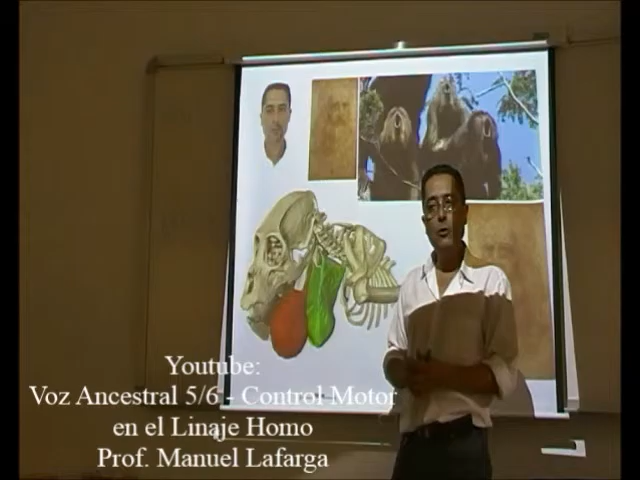 Youtube:
Voz Ancestral 5/6 - Control Motor
en el Linaje Homo
Prof. Manuel Lafarga